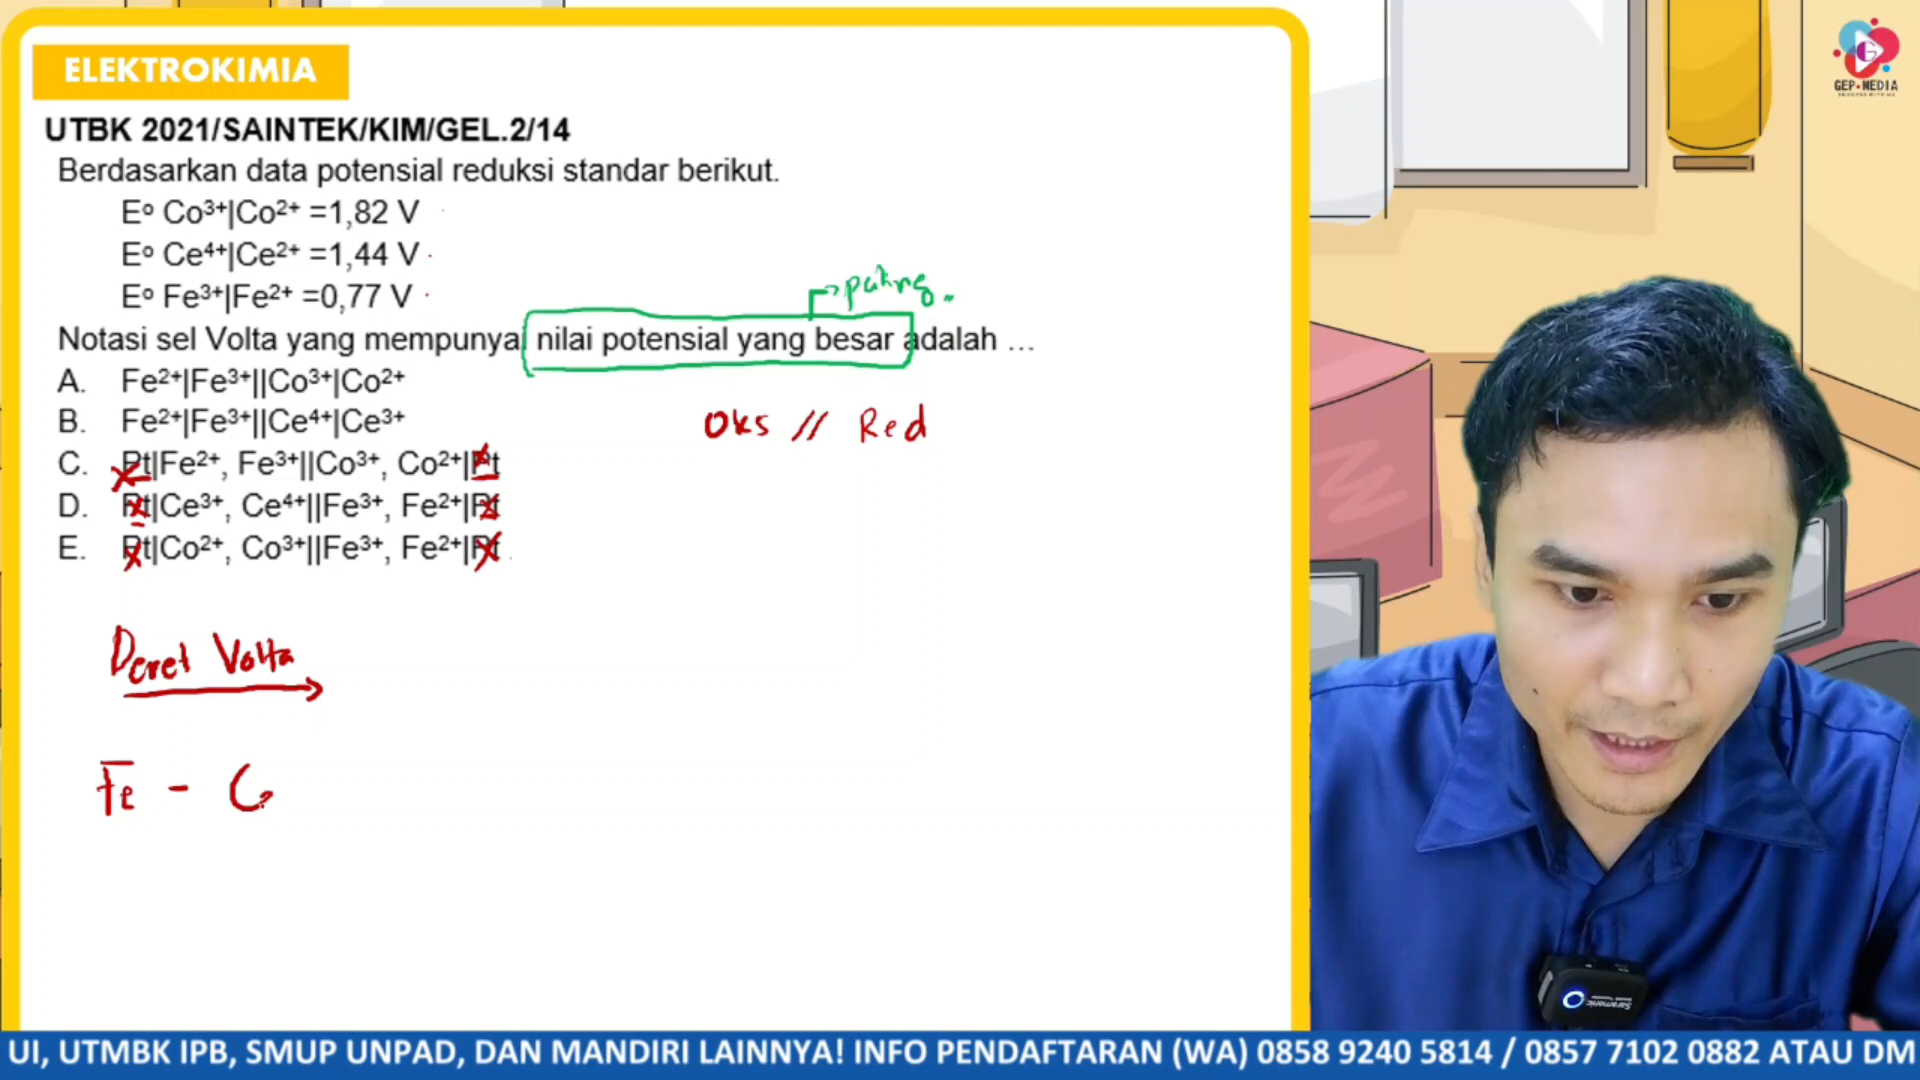 ELEKTROKIMIA
GEP•MEDIA
UTBK 2021/SAINTEK/KIM/GEL.2/14
Berdasarkan data potensial reduksi standar berikut.
Eº Co³⁺|Co²⁺ =1,82 V
Eº Ce⁴⁺|Ce²⁺ =1,44 V
Eº Fe³⁺|Fe²⁺ =0,77 V
paling
Notasi sel Volta yang mempunyai nilai potensial yang besar adalah …
A. Fe²⁺|Fe³⁺||Co³⁺|Co²⁺
B. Fe²⁺|Fe³⁺||Ce⁴⁺|Ce³⁺
Oks // Red
C. Pt|Fe²⁺, Fe³⁺||Co³⁺, Co²⁺|Pt
D. Pt|Ce³⁺, Ce⁴⁺||Fe³⁺, Fe²⁺|Pt
E. Pt|Co²⁺, Co³⁺||Fe³⁺, Fe²⁺|Pt
Deret Volta
Fe - Co
Saramonic
UI, UTMBK IPB, SMUP UNPAD, DAN MANDIRI LAINNYA! INFO PENDAFTARAN (WA) 0858 9240 5814 / 0857 7102 0882 ATAU DM